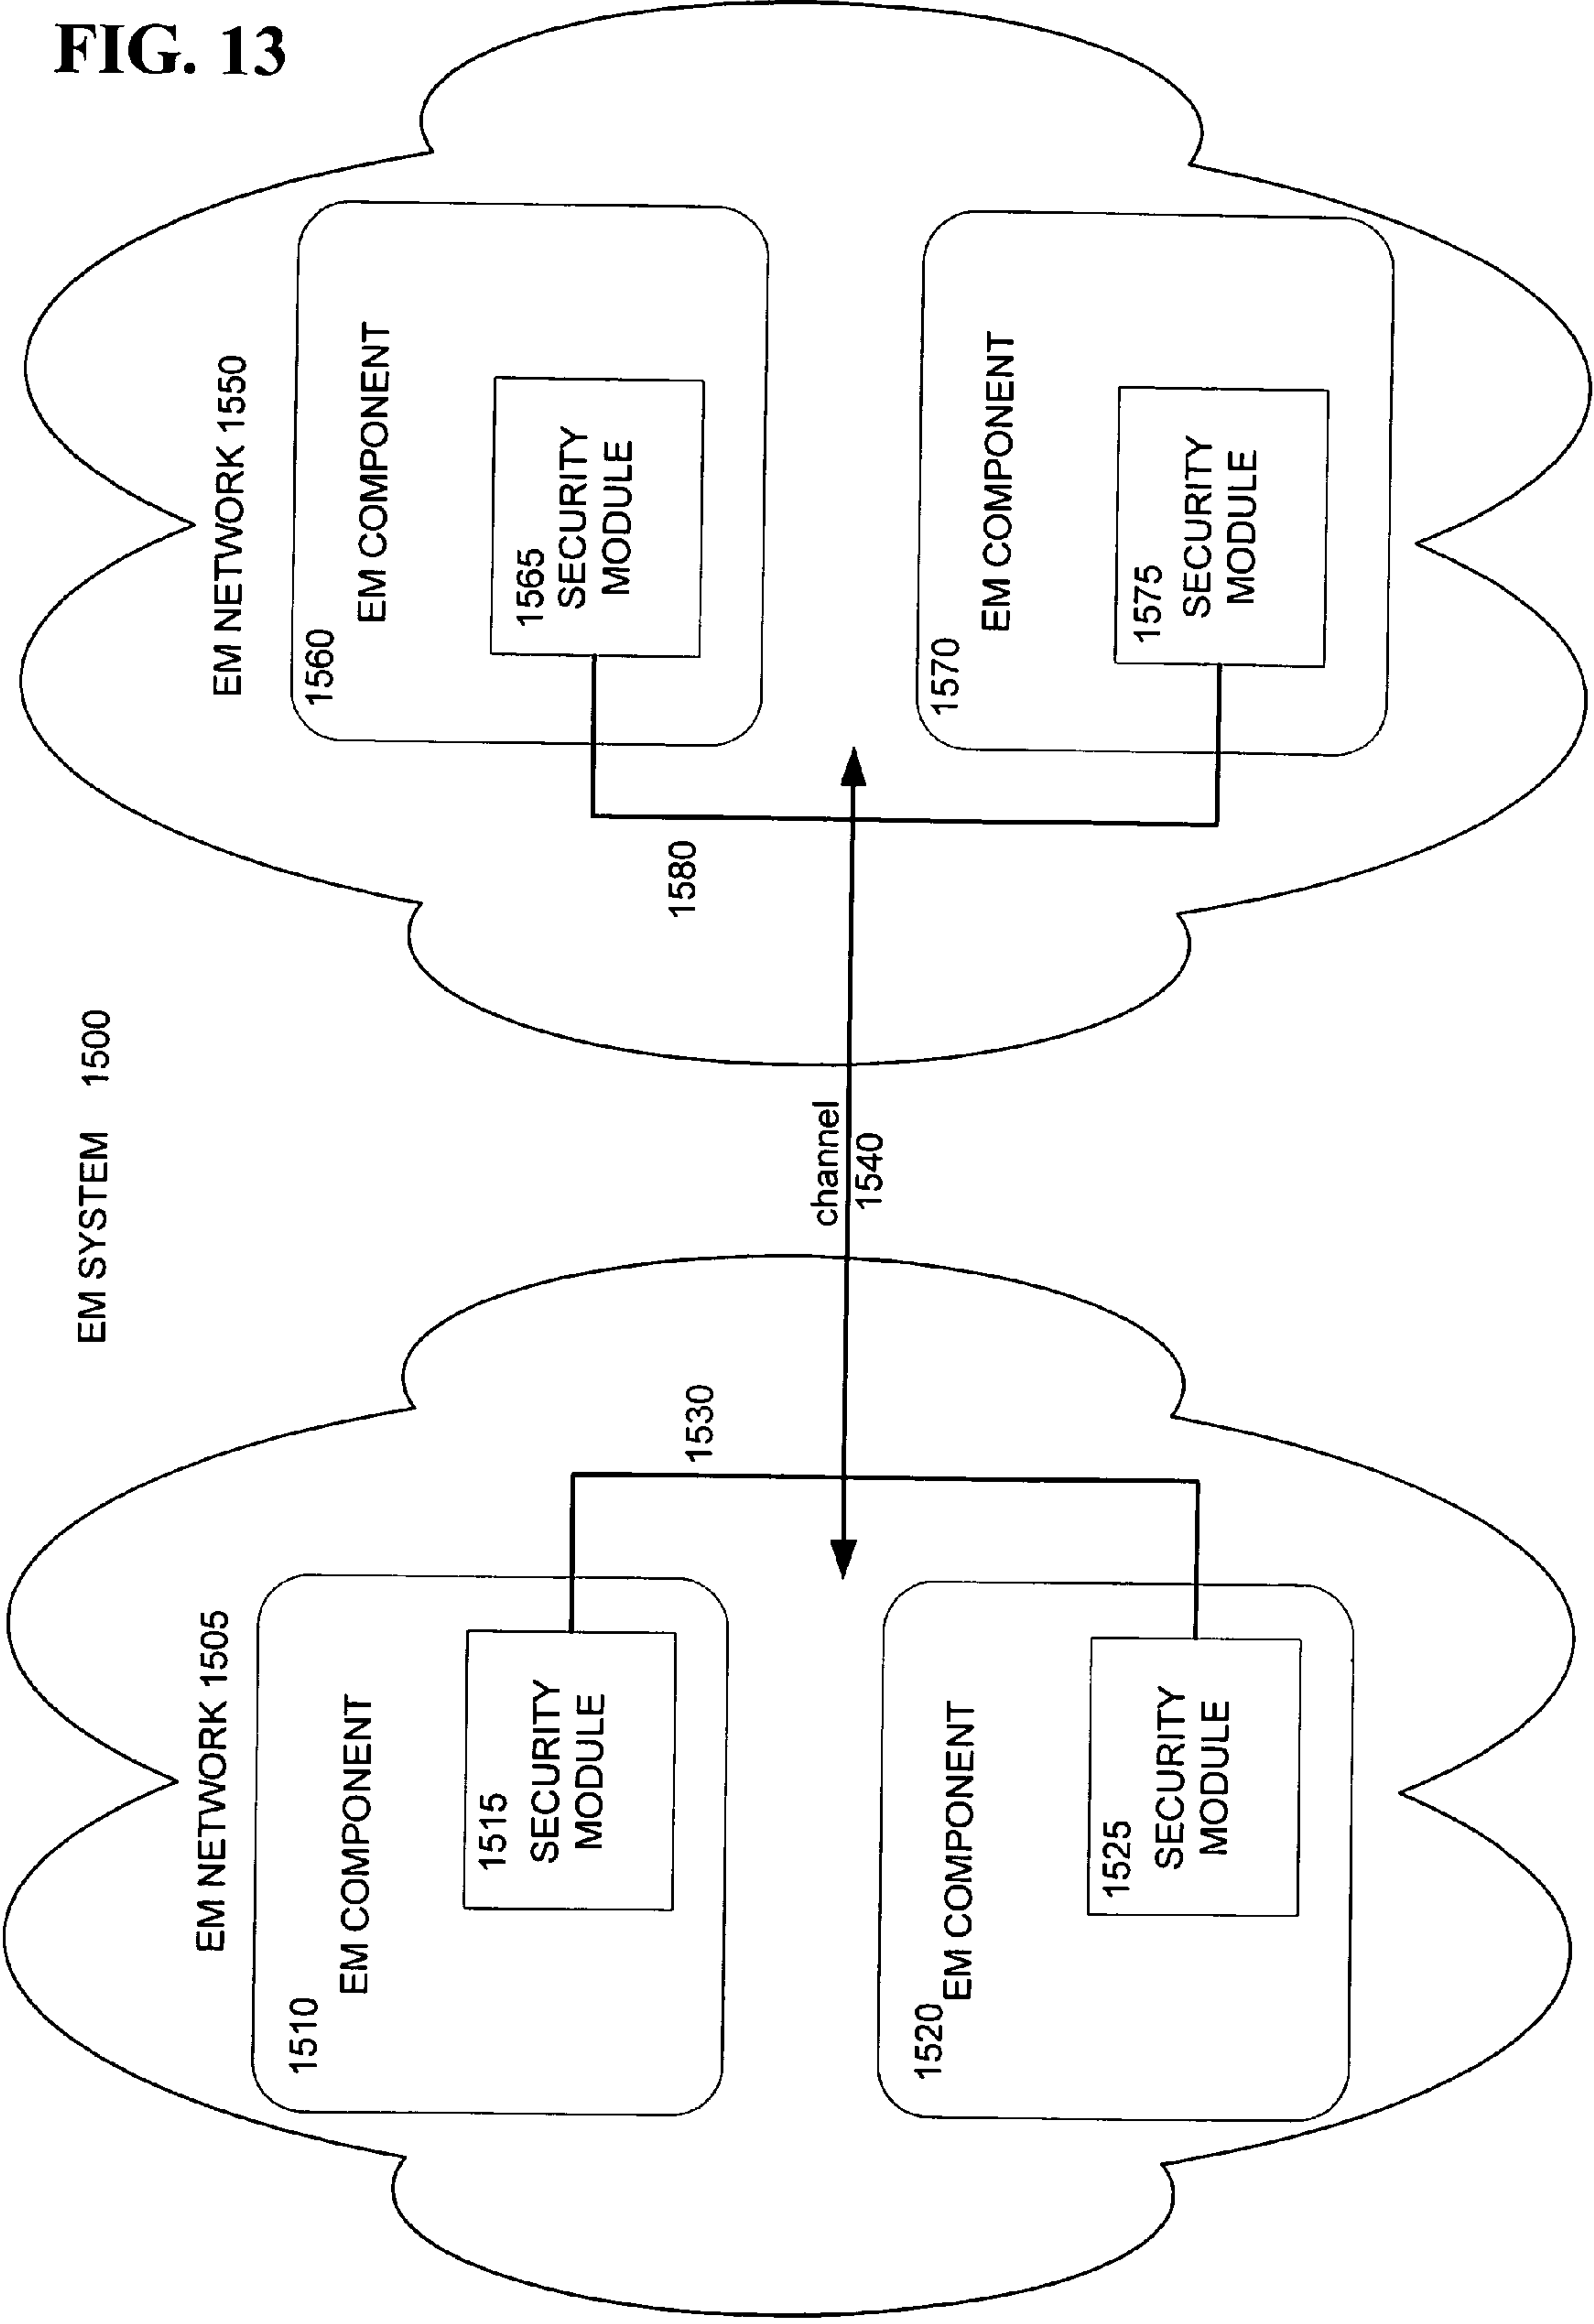 FIG. 13
EM SYSTEM 1500
EM NETWORK 1505
1510
EM COMPONENT
1515
SECURITY
MODULE
1520
EM COMPONENT
1525
SECURITY
MODULE
1530
channel
1540
EM NETWORK 1550
1560
EM COMPONENT
1565
SECURITY
MODULE
1570
EM COMPONENT
1575
SECURITY
MODULE
1580